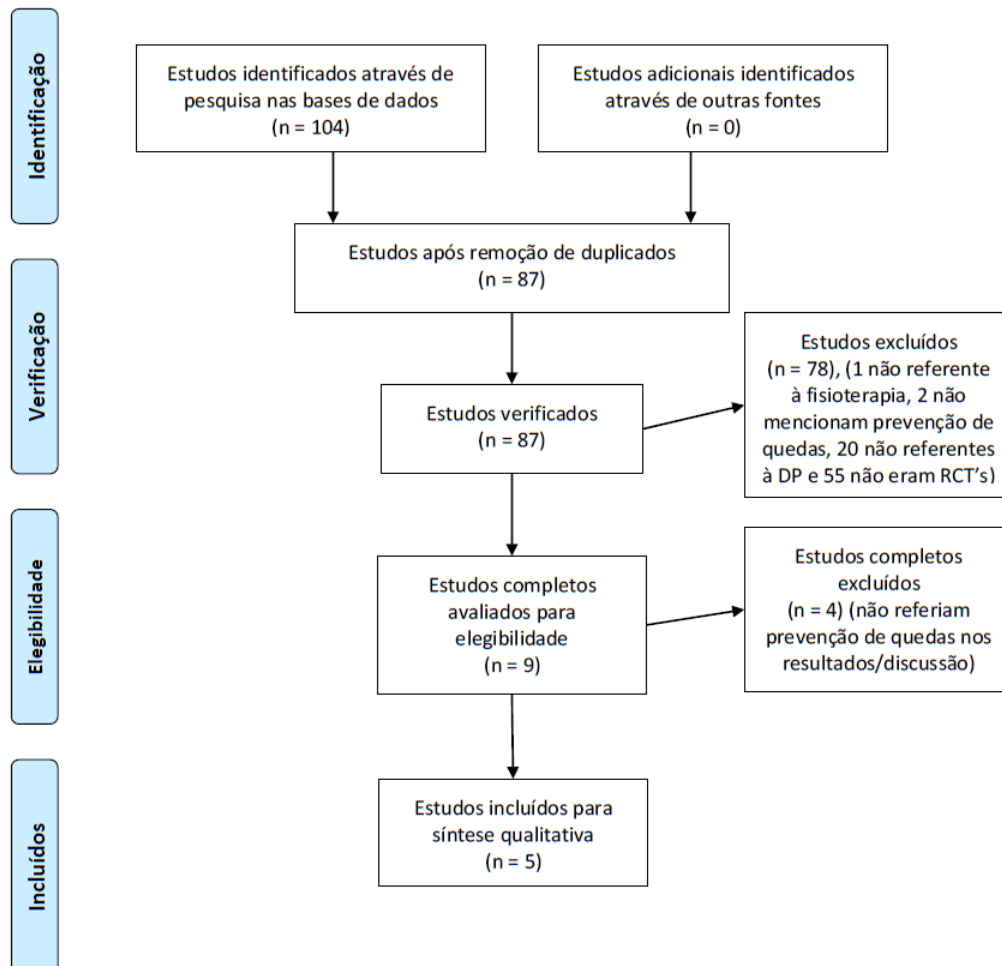 Identificação
Estudos identificados através de
pesquisa nas bases de dados
(n = 104)
Estudos adicionais identificados
através de outras fontes
(n = 0)
Estudos após remoção de duplicados
(n = 87)
Verificação
Estudos verificados
(n = 87)
Estudos excluídos
(n = 78), (1 não referente
à fisioterapia, 2 não
mencionam prevenção de
quedas, 20 não referentes
à DP e 55 não eram RCT’s)
Elegibilidade
Estudos completos
avaliados para
elegibilidade
(n = 9)
Estudos completos
excluídos
(n = 4) (não referiam
prevenção de quedas nos
resultados/discussão)
Incluídos
Estudos incluídos para
síntese qualitativa
(n = 5)